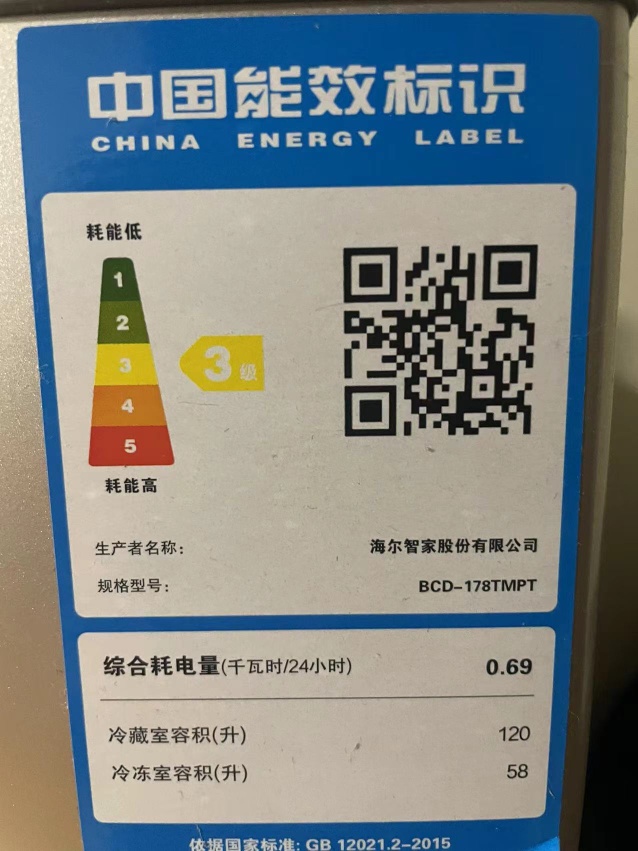 中国能效标识
CHINA ENERGY LABEL
耗能低
1
2
3
3级
4
5
耗能高
生产者名称: 海尔智家股份有限公司
规格型号: BCD-178TMPT
综合耗电量(千瓦时/24小时) 0.69
冷藏室容积(升) 120
冷冻室容积(升) 58
依据国家标准: GB 12021.2-2015